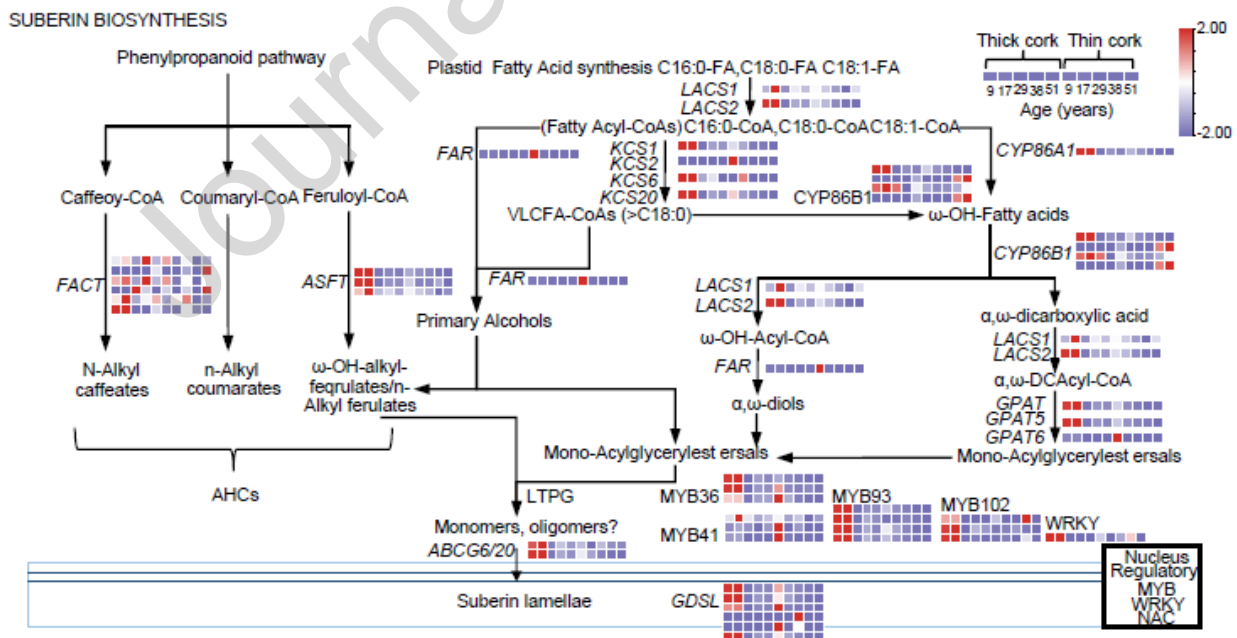 SUBERIN BIOSYNTHESIS
Journa
Phenylpropanoid pathway
Plastid Fatty Acid synthesis C16:0-FA,C18:0-FA C18:1-FA
LACS1
LACS2
Thick cork Thin cork
9 17 29 38 51 9 17 29 38 51
Age (years)
2.00
-2.00
(Fatty Acyl-CoAs)C16:0-CoA,C18:0-CoAC18:1-CoA
FAR
KCS1
KCS2
KCS6
KCS20
CYP86A1
CYP86B1
Caffeoy-CoA Coumaryl-CoA Feruloyl-CoA
VLCFA-CoAs (>C18:0)
ω-OH-Fatty acids
FACT
ASFT
FAR
CYP86B1
LACS1
LACS2
Primary Alcohols
ω-OH-Acyl-CoA
α,ω-dicarboxylic acid
LACS1
LACS2
N-Alkyl
caffeates
n-Alkyl
coumarates
ω-OH-alkyl-
feqrulates/n-
Alkyl ferulates
FAR
α,ω-DCAcyl-CoA
α,ω-diols
GPAT
GPAT5
GPAT6
Mono-Acylglycerylest ersals
Mono-Acylglycerylest ersals
AHCs
LTPG
MYB36
MYB93
MYB102
WRKY
MYB41
Monomers, oligomers?
ABCG6/20
Suberin lamellae
GDSL
Nucleus
Regulatory
MYB
WRKY
NAC